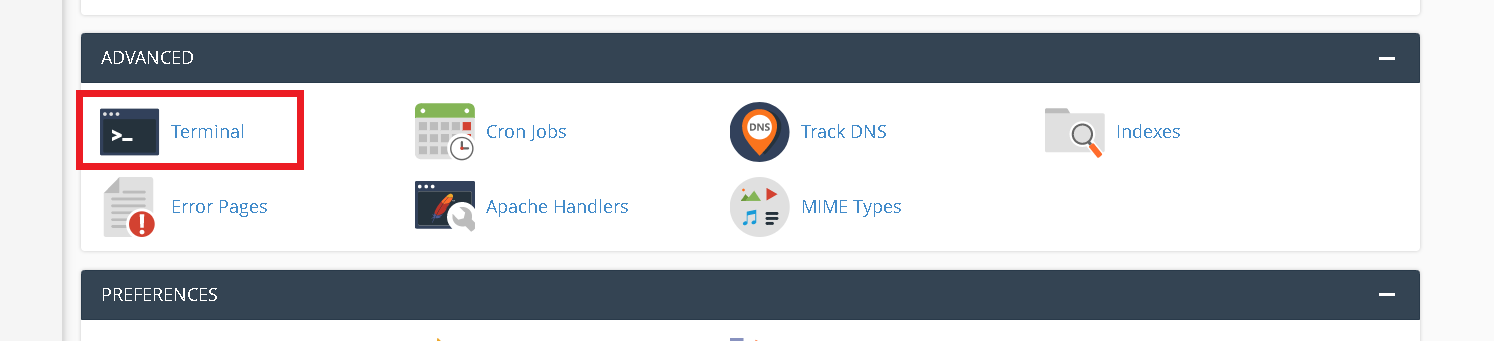 ADVANCED
>_ Terminal
Cron Jobs
DNS
Track DNS
Indexes
Error Pages
Apache Handlers
MIME Types
PREFERENCES